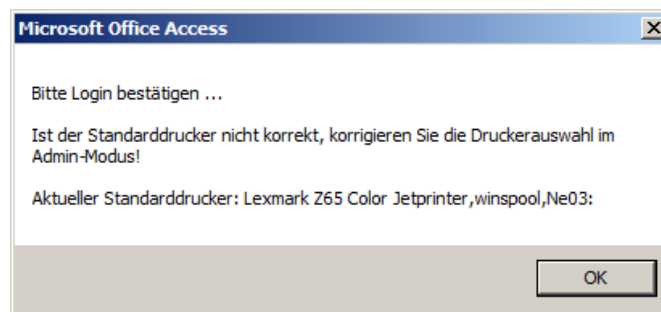 Microsoft Office Access
Bitte Login bestätigen ...
Ist der Standarddrucker nicht korrekt, korrigieren Sie die Druckerauswahl im
Admin-Modus!
Aktueller Standarddrucker: Lexmark Z65 Color Jetprinter,winspool,Ne03:
OK